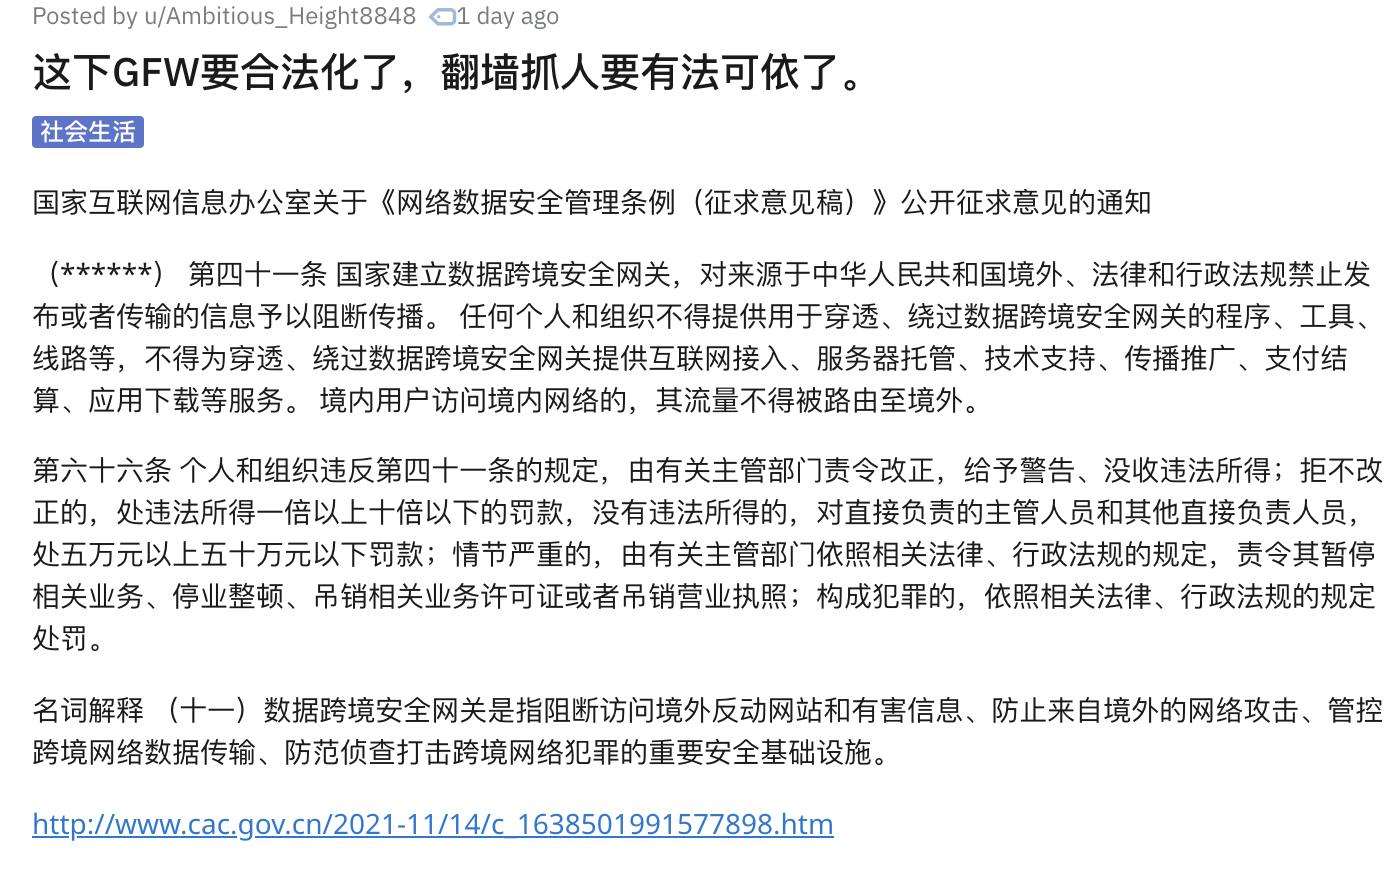 Posted by u/Ambitious_Height8848 1 day ago
这下GFW要合法化了，翻墙抓人要有法可依了。
社会生活
国家互联网信息办公室关于《网络数据安全管理条例（征求意见稿）》公开征求意见的通知
（******） 第四十一条 国家建立数据跨境安全网关，对来源于中华人民共和国境外、法律和行政法规禁止发
布或者传输的信息予以阻断传播。 任何个人和组织不得提供用于穿透、绕过数据跨境安全网关的程序、工具、
线路等，不得为穿透、绕过数据跨境安全网关提供互联网接入、服务器托管、技术支持、传播推广、支付结
算、应用下载等服务。 境内用户访问境内网络的，其流量不得被路由至境外。
第六十六条 个人和组织违反第四十一条的规定，由有关主管部门责令改正，给予警告、没收违法所得；拒不改
正的，处违法所得一倍以上十倍以下的罚款，没有违法所得的，对直接负责的主管人员和其他直接负责人员，
处五万元以上五十万元以下罚款；情节严重的，由有关主管部门依照相关法律、行政法规的规定，责令其暂停
相关业务、停业整顿、吊销相关业务许可证或者吊销营业执照；构成犯罪的，依照相关法律、行政法规的规定
处罚。
名词解释 （十一）数据跨境安全网关是指阻断访问境外反动网站和有害信息、防止来自境外的网络攻击、管控
跨境网络数据传输、防范侦查打击跨境网络犯罪的重要安全基础设施。
http://www.cac.gov.cn/2021-11/14/c_1638501991577898.htm